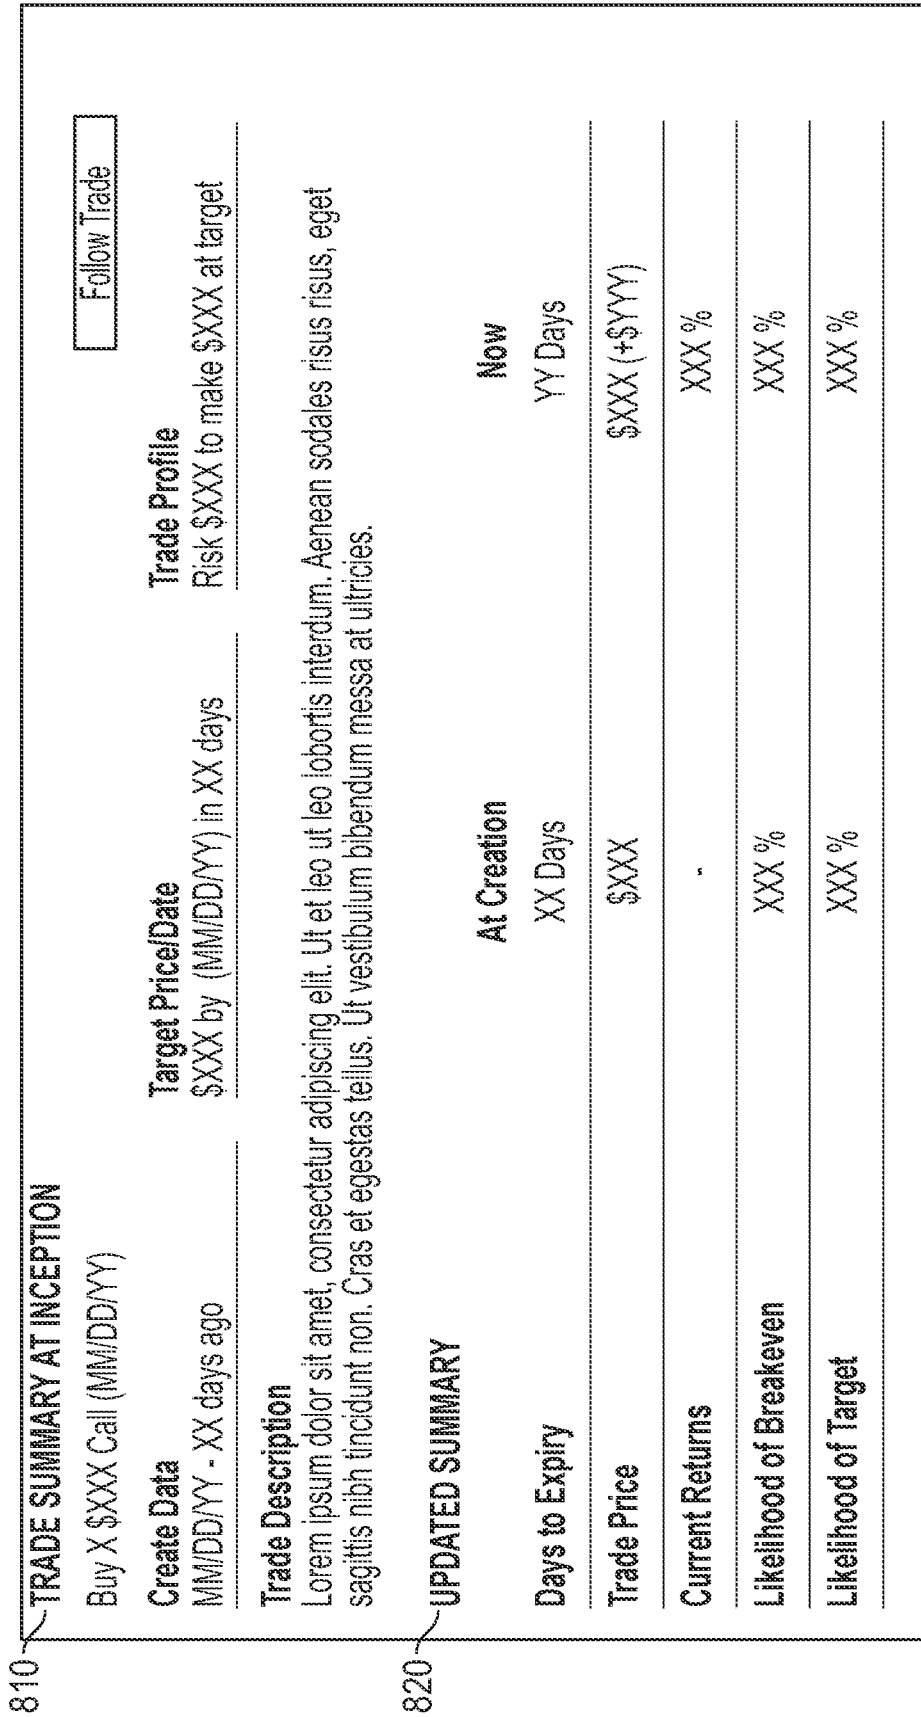 810
TRADE SUMMARY AT INCEPTION
Buy X $XXX Call (MM/DD/YY)
Follow Trade
Create Data
Target Price/Date
Trade Profile
MM/DD/YY - XX days ago
$XXX by (MM/DD/YY) in XX days
Risk $XXX to make $XXX at target
Trade Description
Lorem ipsum dolor sit amet, consectetur adipiscing elit. Ut et leo ut leo lobortis interdum. Aenean sodales risus risus, eget
sagittis nibh tincidunt non. Cras et egestas tellus. Ut vestibulum bibendum messa at ultricies.
820
UPDATED SUMMARY
At Creation Now
Days to Expiry XX Days YY Days
Trade Price $XXX $XXX (+$YYY)
Current Returns - XXX %
Likelihood of Breakeven XXX % XXX %
Likelihood of Target XXX % XXX %